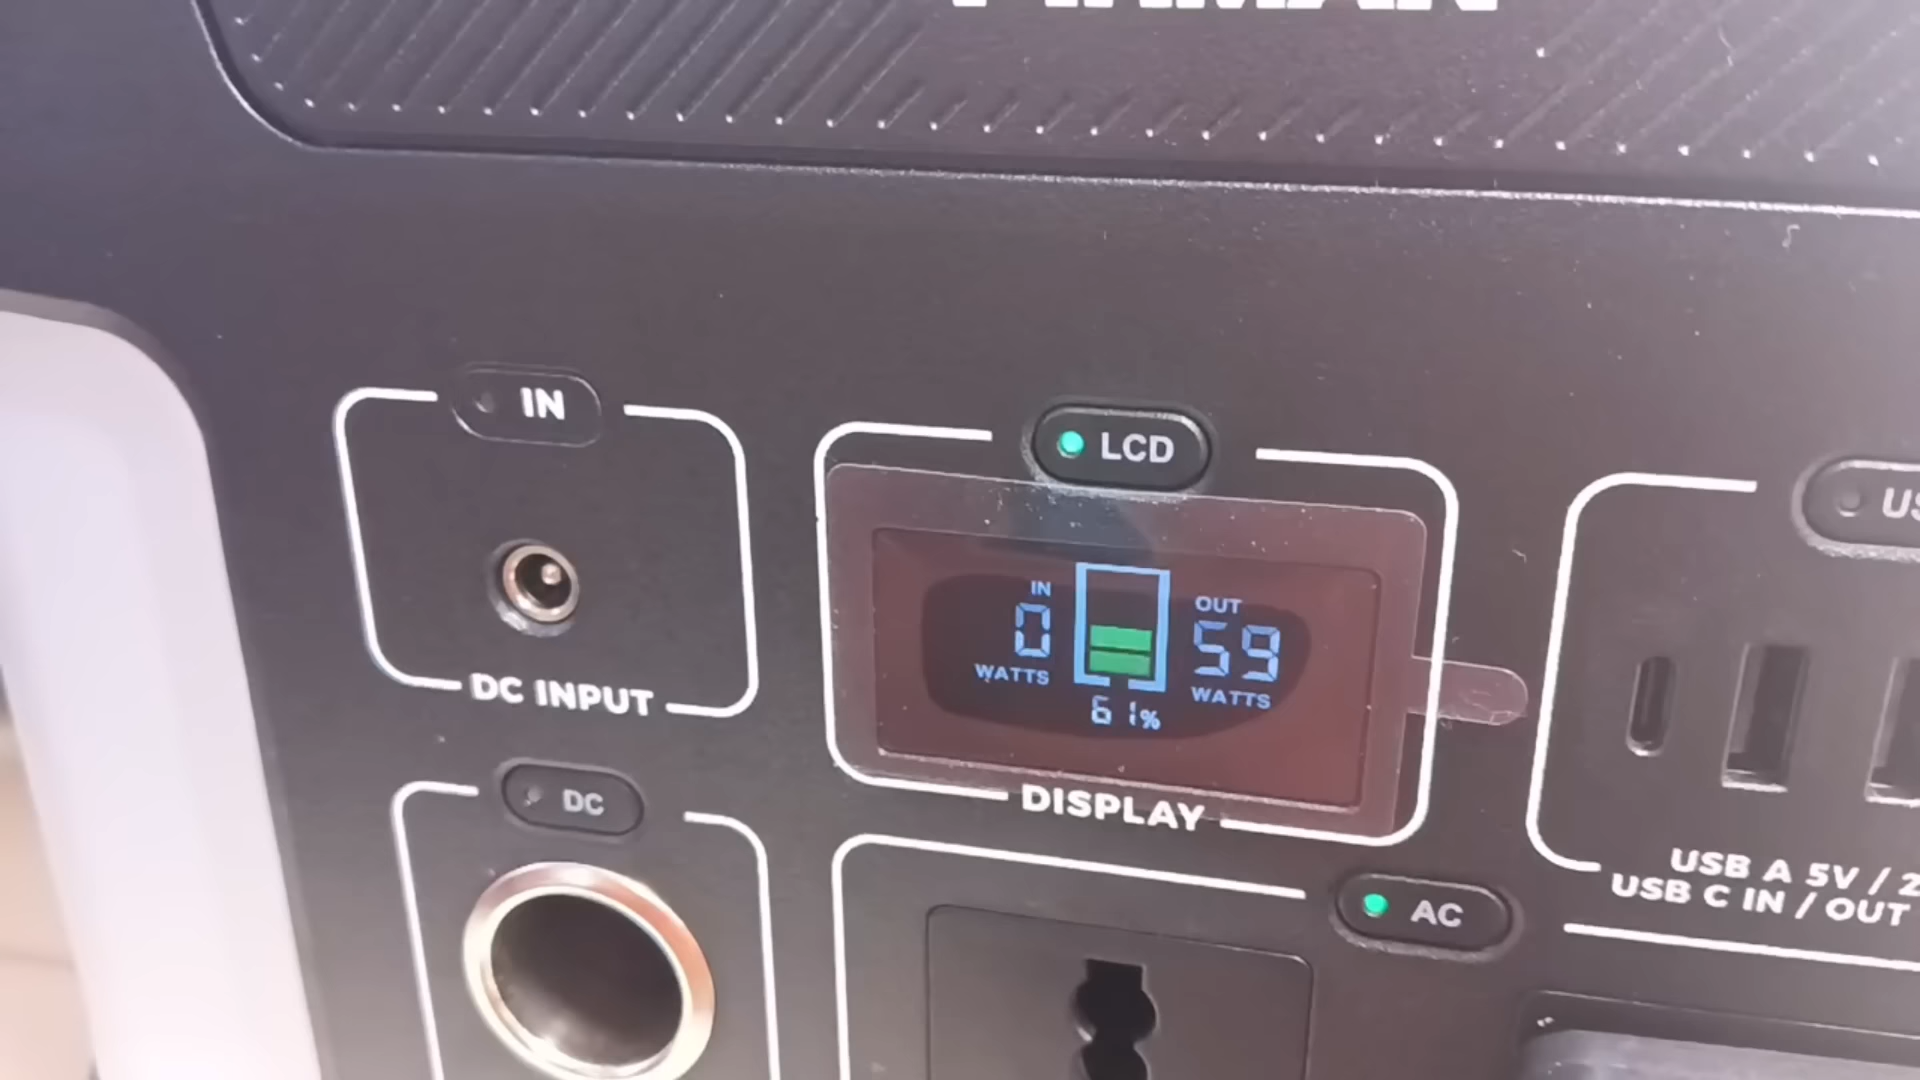 IN
LCD
IN
0
WATTS
OUT
59
WATTS
61%
DC INPUT
DISPLAY
DC
AC
USB A 5V / 2
USB C IN / OUT